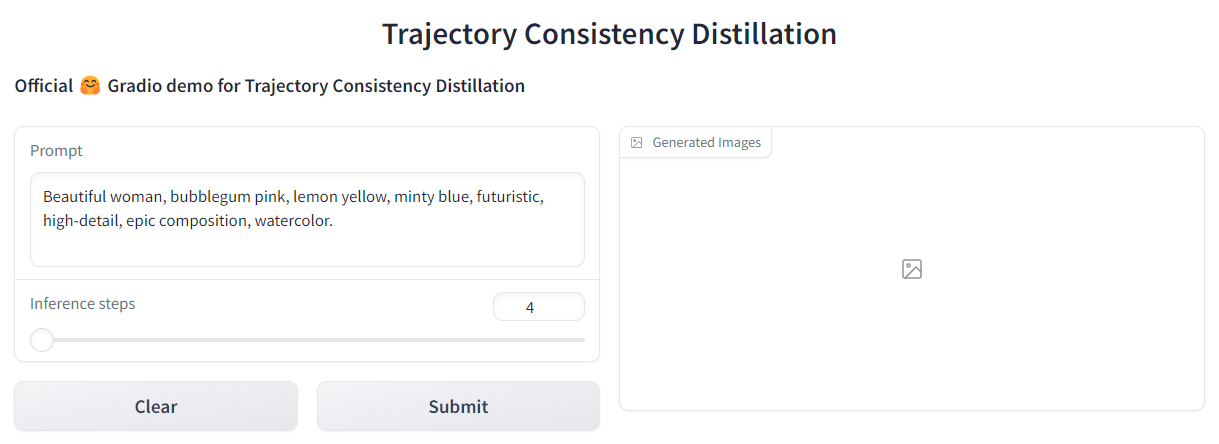 Trajectory Consistency Distillation
Official 🤗 Gradio demo for Trajectory Consistency Distillation
Prompt
Beautiful woman, bubblegum pink, lemon yellow, minty blue, futuristic,
high-detail, epic composition, watercolor.
Inference steps
4
Clear
Submit
Generated Images